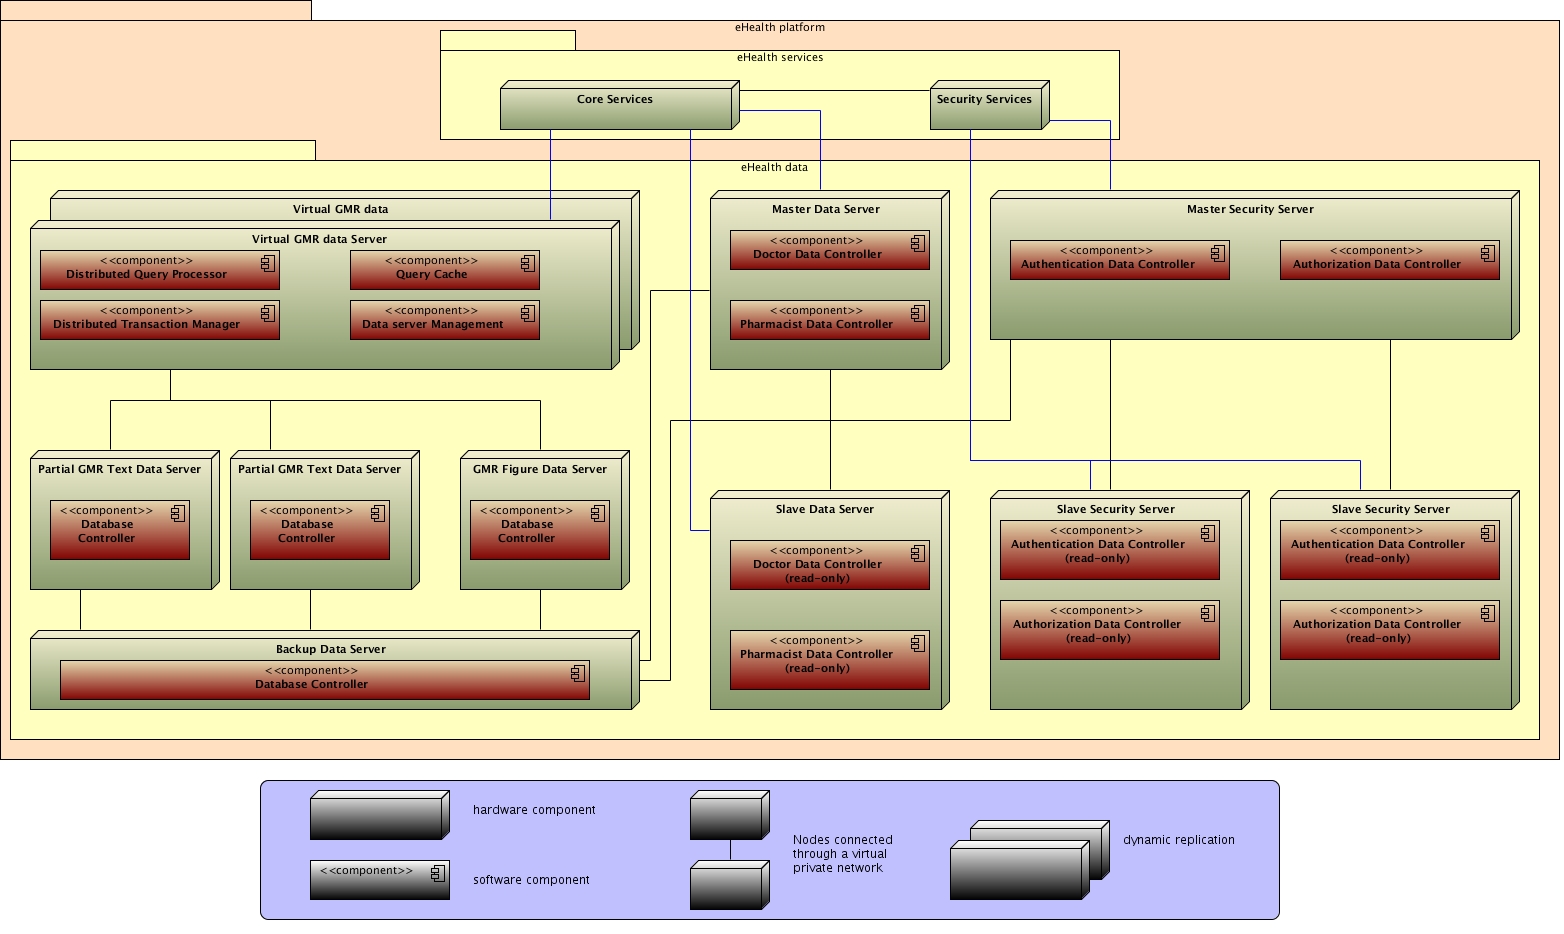 eHealth platform
eHealth services
Core Services
Security Services
eHealth data
Virtual GMR data
Virtual GMR data Server
<<component>>
Distributed Query Processor
<<component>>
Query Cache
<<component>>
Distributed Transaction Manager
<<component>>
Data server Management
Master Data Server
<<component>>
Doctor Data Controller
<<component>>
Pharmacist Data Controller
Master Security Server
<<component>>
Authentication Data Controller
<<component>>
Authorization Data Controller
Partial GMR Text Data Server
<<component>>
Database
Controller
Partial GMR Text Data Server
<<component>>
Database
Controller
GMR Figure Data Server
<<component>>
Database
Controller
Slave Data Server
<<component>>
Doctor Data Controller
(read-only)
<<component>>
Pharmacist Data Controller
(read-only)
Slave Security Server
<<component>>
Authentication Data Controller
(read-only)
<<component>>
Authorization Data Controller
(read-only)
Slave Security Server
<<component>>
Authentication Data Controller
(read-only)
<<component>>
Authorization Data Controller
(read-only)
Backup Data Server
<<component>>
Database Controller
hardware component
<<component>>
software component
Nodes connected
through a virtual
private network
dynamic replication